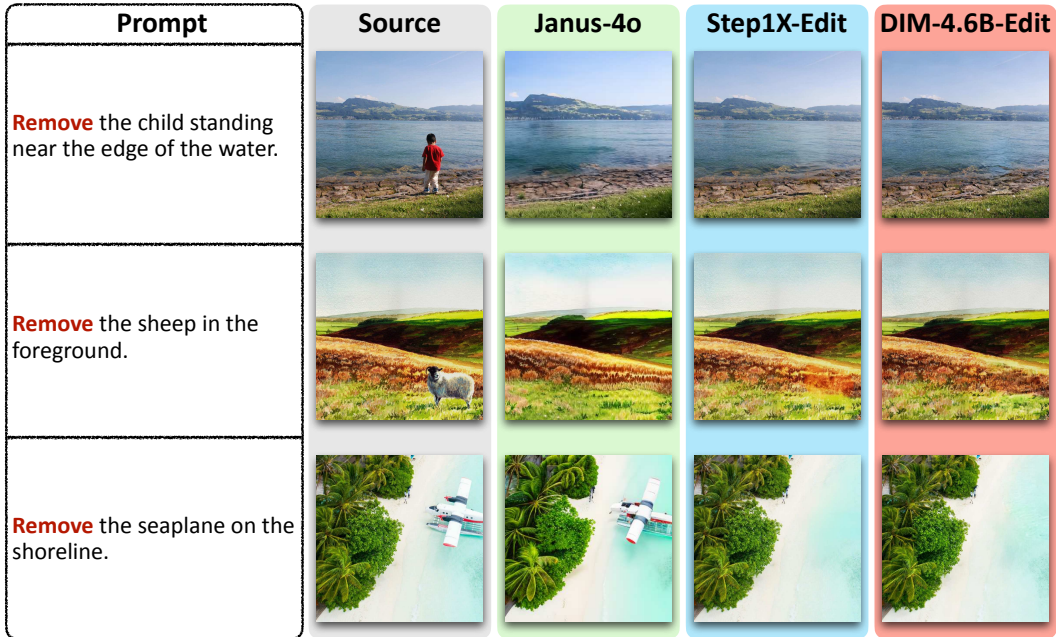 Prompt
Source
Janus-4o
Step1X-Edit
DIM-4.6B-Edit
Remove the child standing
near the edge of the water.
Remove the sheep in the
foreground.
Remove the seaplane on the
shoreline.